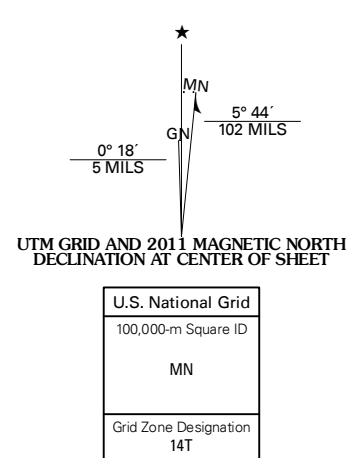 ★
MN
GN
5° 44´
102 MILS
0° 18´
5 MILS
UTM GRID AND 2011 MAGNETIC NORTH
DECLINATION AT CENTER OF SHEET
U.S. National Grid
100,000-m Square ID
MN
Grid Zone Designation
14T